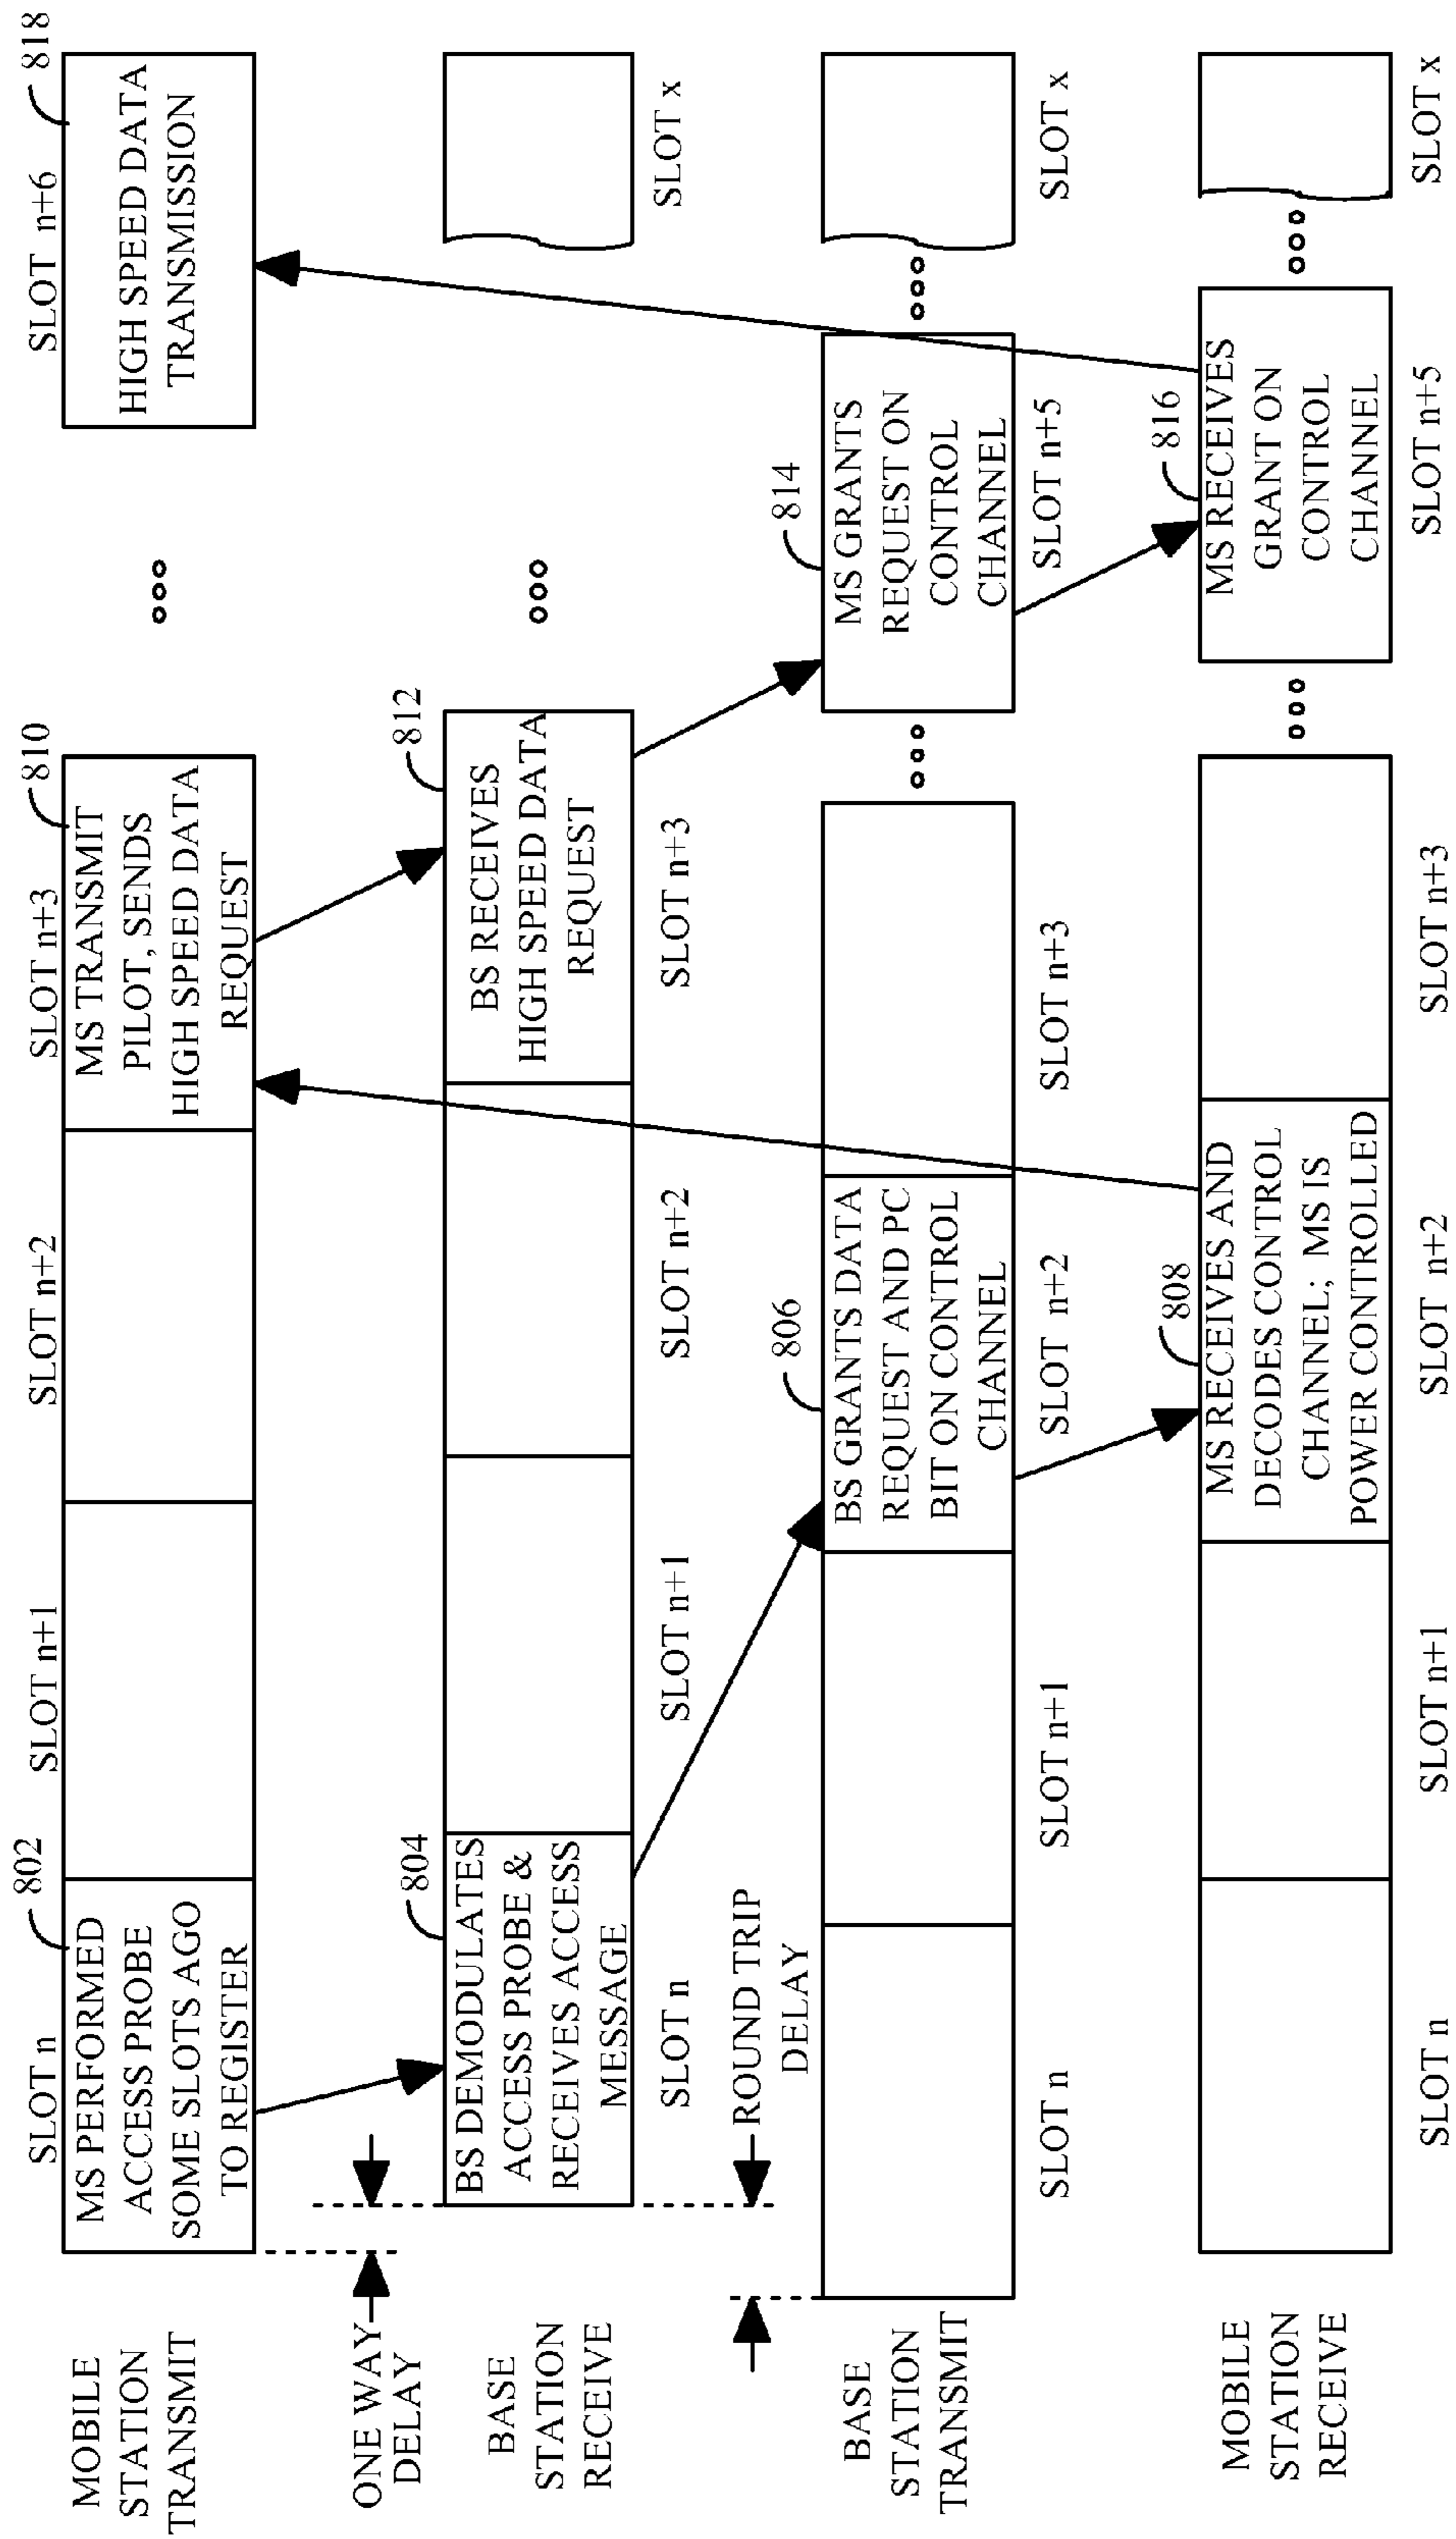 MOBILE
STATION
TRANSMIT
SLOT n
802
MS PERFORMED
ACCESS PROBE
SOME SLOTS AGO
TO REGISTER
SLOT n+1
SLOT n+2
SLOT n+3
810
MS TRANSMIT
PILOT, SENDS
HIGH SPEED DATA
REQUEST
SLOT n+6
818
HIGH SPEED DATA
TRANSMISSION
ONE WAY
DELAY
BASE
STATION
RECEIVE
804
BS DEMODULATES
ACCESS PROBE &
RECEIVES ACCESS
MESSAGE
812
BS RECEIVES
HIGH SPEED DATA
REQUEST
SLOT n
SLOT n+1
SLOT n+2
SLOT n+3
SLOT x
ROUND TRIP
DELAY
BASE
STATION
TRANSMIT
806
BS GRANTS DATA
REQUEST AND PC
BIT ON CONTROL
CHANNEL
814
MS GRANTS
REQUEST ON
CONTROL
CHANNEL
SLOT n
SLOT n+1
SLOT n+2
SLOT n+3
SLOT n+5
SLOT x
MOBILE
STATION
RECEIVE
808
MS RECEIVES AND
DECODES CONTROL
CHANNEL; MS IS
POWER CONTROLLED
816
MS RECEIVES
GRANT ON
CONTROL
CHANNEL
SLOT n
SLOT n+1
SLOT n+2
SLOT n+3
SLOT n+5
SLOT x